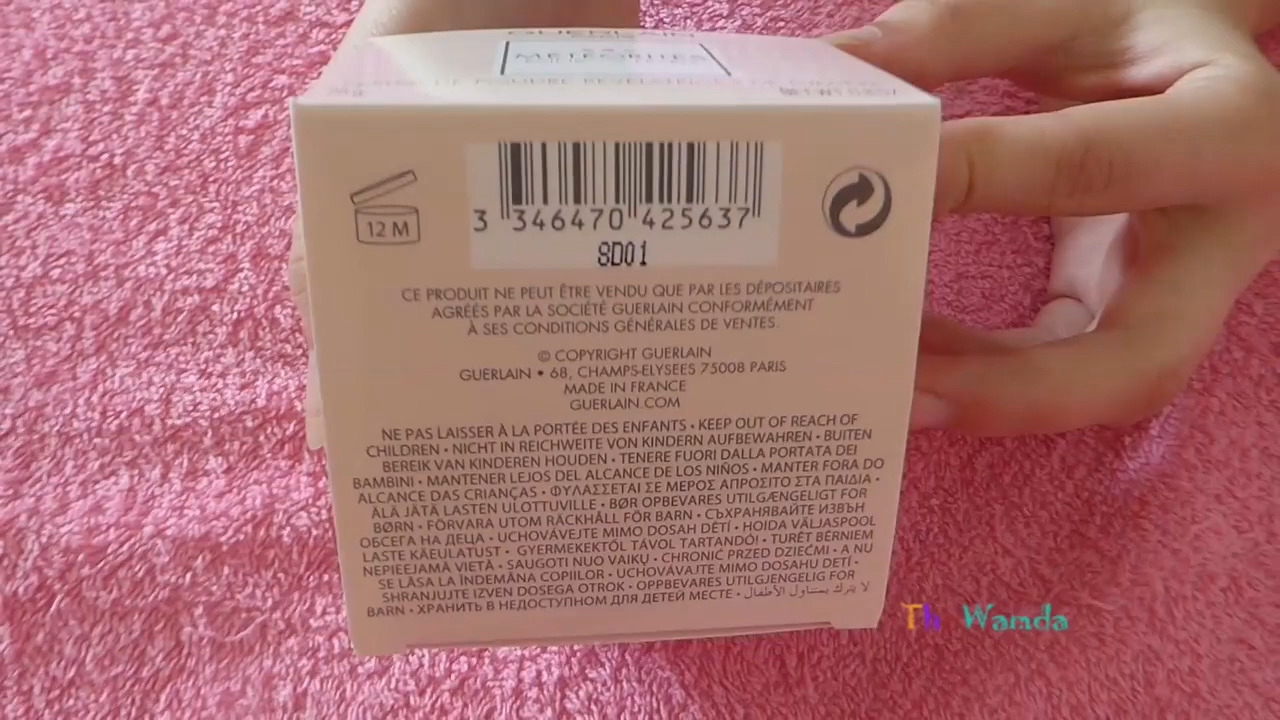 GUERLAIN
METEORITES
12 M
3 346470 425637
8D01
CE PRODUIT NE PEUT ÊTRE VENDU QUE PAR LES DÉPOSITAIRES
AGRÉÉS PAR LA SOCIÉTÉ GUERLAIN CONFORMÉMENT
À SES CONDITIONS GÉNÉRALES DE VENTES.
© COPYRIGHT GUERLAIN
GUERLAIN • 68, CHAMPS-ELYSEES 75008 PARIS
MADE IN FRANCE
GUERLAIN.COM
NE PAS LAISSER À LA PORTÉE DES ENFANTS • KEEP OUT OF REACH OF
CHILDREN • NICHT IN REICHWEITE VON KINDERN AUFBEWAHREN • BUITEN
BEREIK VAN KINDEREN HOUDEN • TENERE FUORI DALLA PORTATA DEI
BAMBINI • MANTENER LEJOS DEL ALCANCE DE LOS NIÑOS • MANTER FORA DO
ALCANCE DAS CRIANÇAS • ΦΥΛΑΣΣΕΤΑΙ ΣΕ ΜΕΡΟΣ ΑΠΡΟΣΙΤΟ ΣΤΑ ΠΑΙΔΙΑ •
ÄLÄ JÄTÄ LASTEN ULOTTUVILLE • BØR OPBEVARES UTILGÆNGELIGT FOR
BØRN • FÖRVARA UTOM RÄCKHÅLL FÖR BARN • СЪХРАНЯВАЙТЕ ИЗВЪН
ОБСЕГА НА ДЕЦА • UCHOVÁVEJTE MIMO DOSAH DĚTÍ • HOIDA VÄLJASPOOL
LASTE KÄEULATUST • GYERMEKEKTŐL TÁVOL TARTANDÓ! • TURĒT BĒRNIEM
NEPIEEJAMĀ VIETĀ • SAUGOTI NUO VAIKŲ • CHRONIĆ PRZED DZIEĆMI • A NU
SE LĂSA LA ÎNDEMÂNA COPIILOR • UCHOVÁVAJTE MIMO DOSAHU DETÍ •
SHRANJUJTE IZVEN DOSEGA OTROK • OPPBEVARES UTILGJENGELIG FOR
BARN • ХРАНИТЬ В НЕДОСТУПНОМ ДЛЯ ДЕТЕЙ МЕСТЕ • لا يترك بمتناول الأطفال
Th Wamda